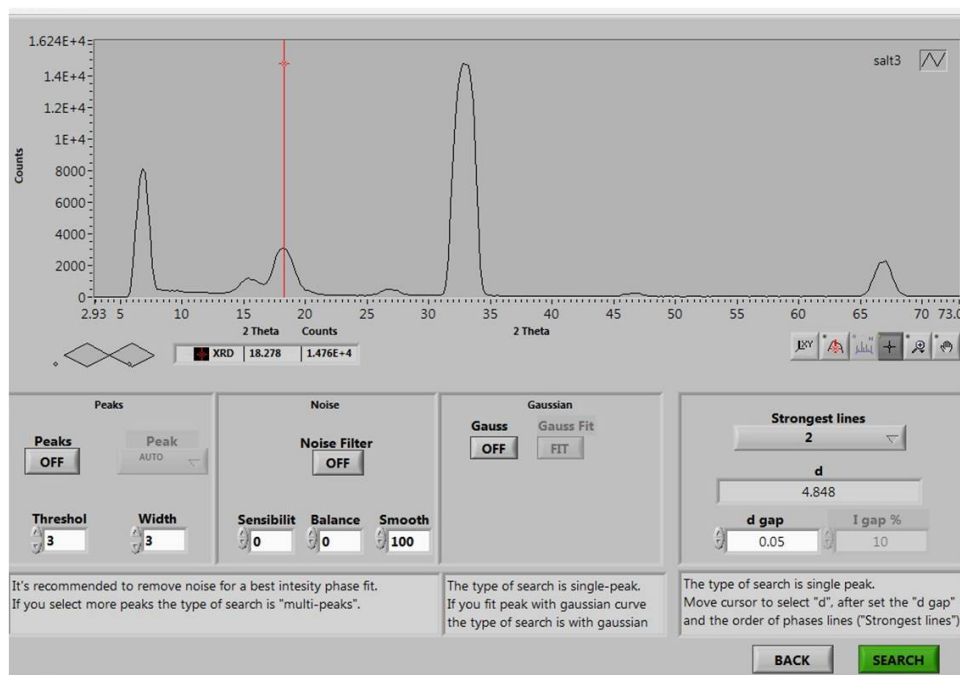 1.624E+4
1.4E+4
1.2E+4
1E+4
8000
6000
4000
2000
0
Counts
salt3
2.93 5 10 15 20 25 30 35 40 45 50 55 60 65 70 73.0
2 Theta Counts 2 Theta
XRD 18.278 1.476E+4
Peaks
Peaks Peak
OFF AUTO
Threshol Width
3 3
Noise
Noise Filter
OFF
Sensibilit Balance Smooth
0 0 100
Gaussian
Gauss Gauss Fit
OFF FIT
Strongest lines
2
d
4.848
d gap I gap %
0.05 10
It's recommended to remove noise for a best intesity phase fit.
If you select more peaks the type of search is "multi-peaks".
The type of search is single-peak.
If you fit peak with gaussian curve
the type of search is with gaussian
The type of search is single peak.
Move cursor to select "d", after set the "d gap"
and the order of phases lines ("Strongest lines")
BACK SEARCH